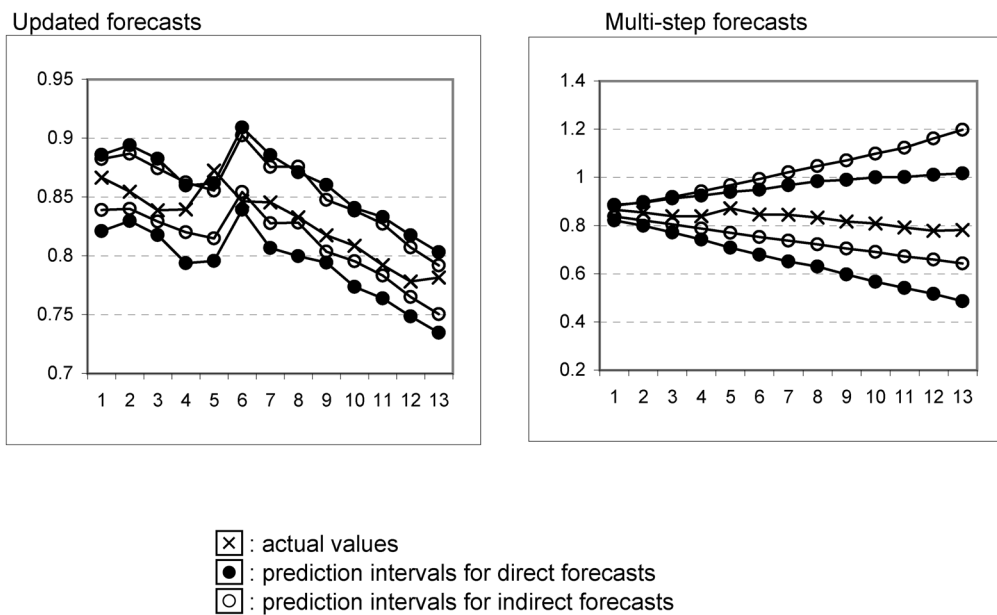 Updated forecasts
0.95
0.9
0.85
0.8
0.75
0.7
1 2 3 4 5 6 7 8 9 10 11 12 13
Multi-step forecasts
1.4
1.2
1
0.8
0.6
0.4
0.2
1 2 3 4 5 6 7 8 9 10 11 12 13
: actual values
: prediction intervals for direct forecasts
: prediction intervals for indirect forecasts